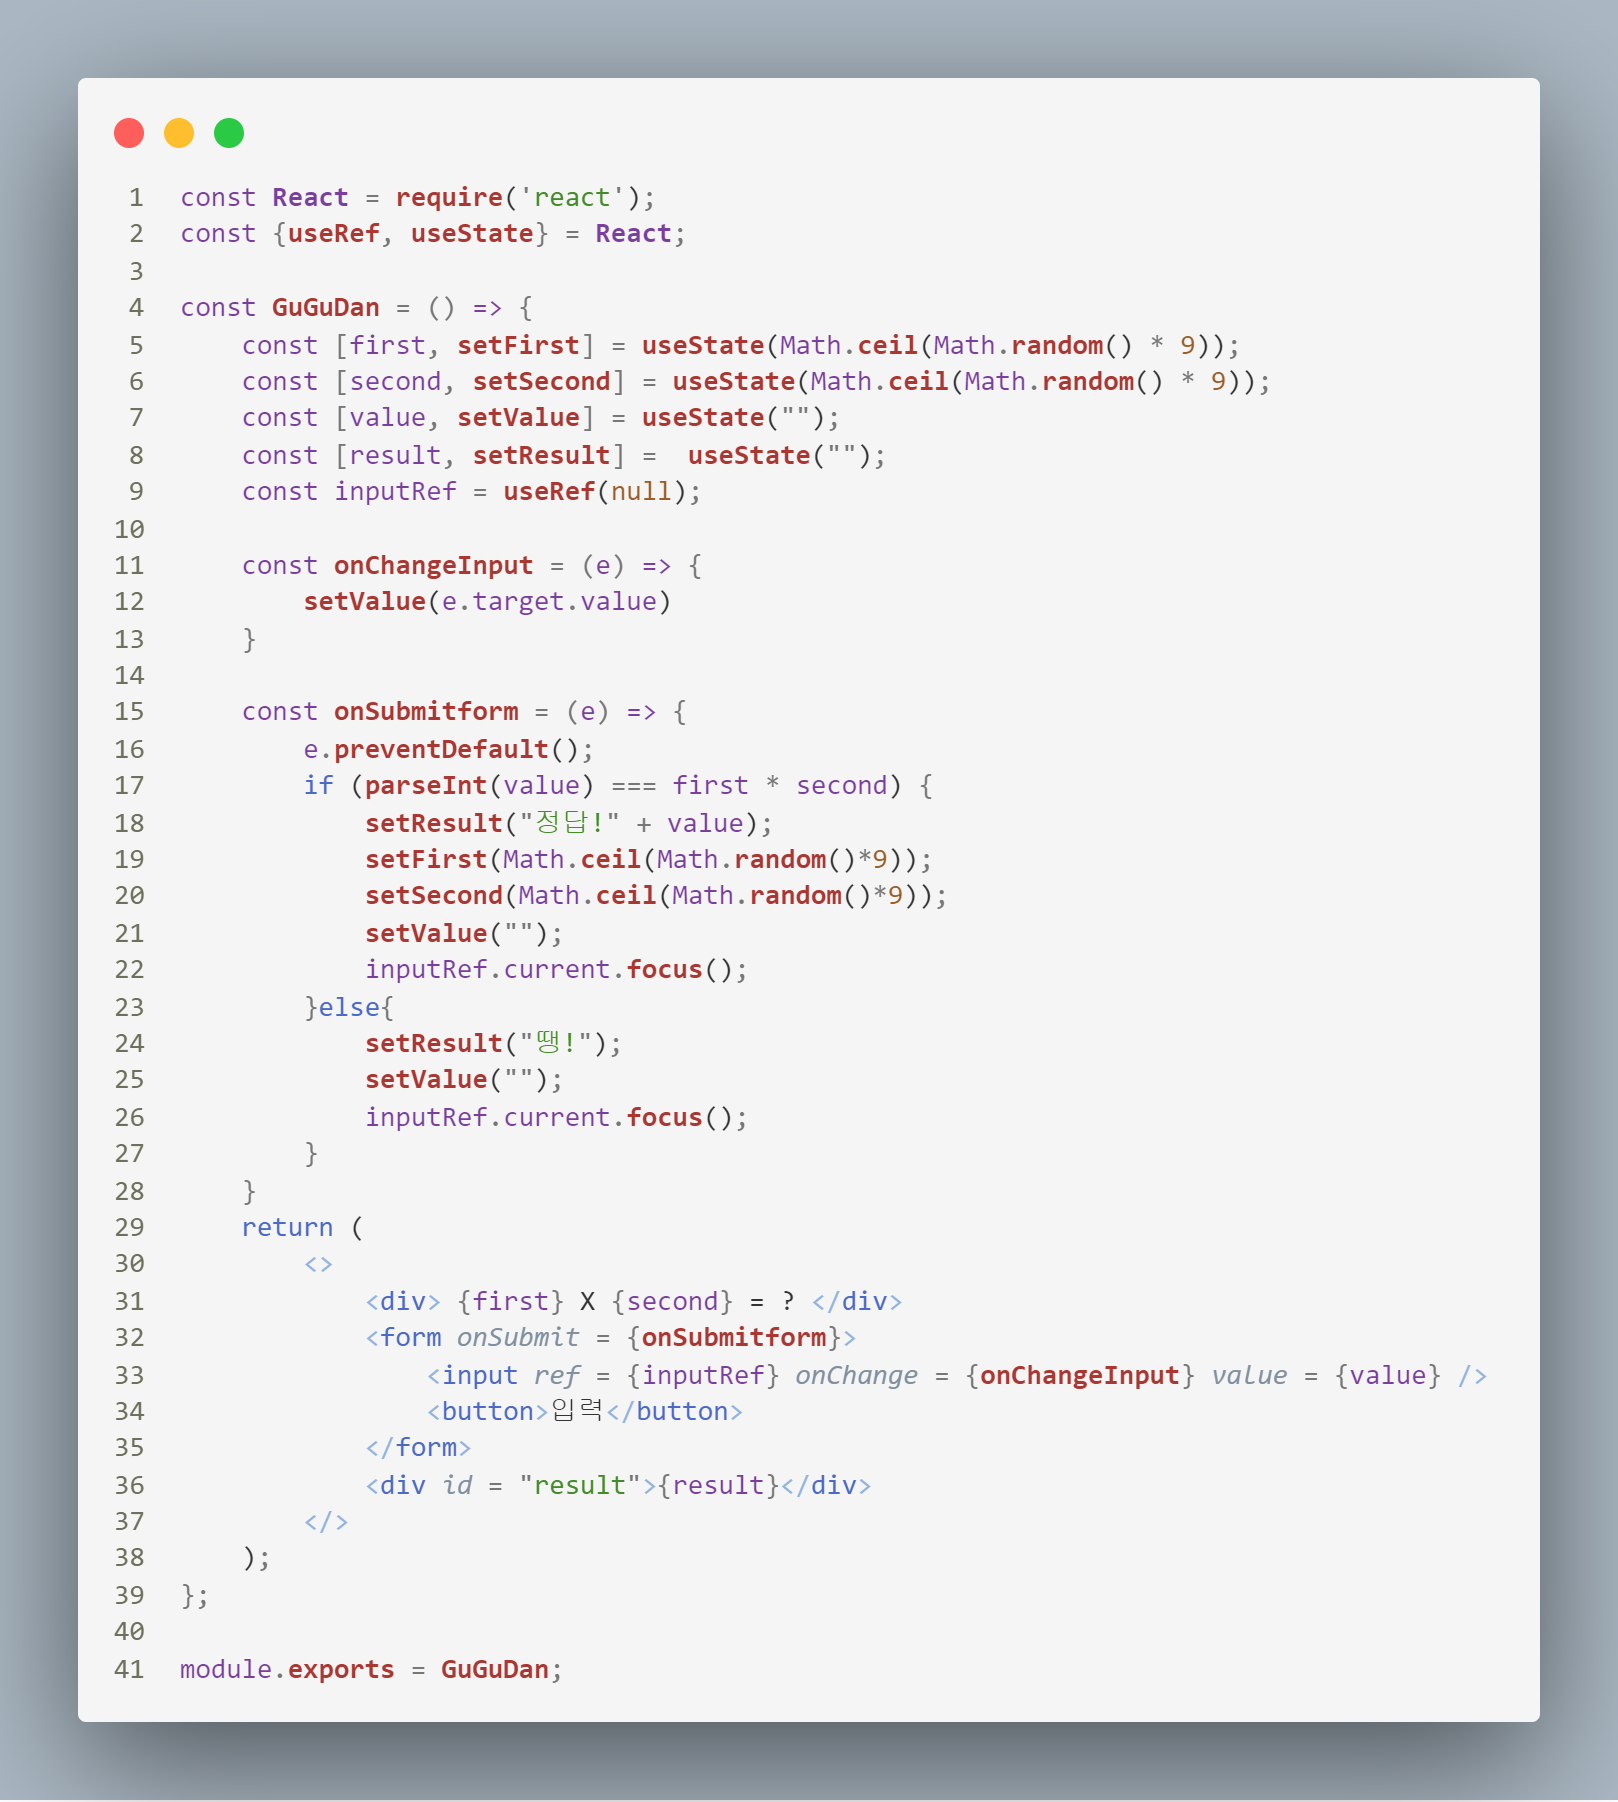 1 const React = require('react');
2 const {useRef, useState} = React;
3
4 const GuGuDan = () => {
5     const [first, setFirst] = useState(Math.ceil(Math.random() * 9));
6     const [second, setSecond] = useState(Math.ceil(Math.random() * 9));
7     const [value, setValue] = useState("");
8     const [result, setResult] =  useState("");
9     const inputRef = useRef(null);
10
11     const onChangeInput = (e) => {
12         setValue(e.target.value)
13     }
14
15     const onSubmitform = (e) => {
16         e.preventDefault();
17         if (parseInt(value) === first * second) {
18             setResult("정답!" + value);
19             setFirst(Math.ceil(Math.random()*9));
20             setSecond(Math.ceil(Math.random()*9));
21             setValue("");
22             inputRef.current.focus();
23         }else{
24             setResult("땡!");
25             setValue("");
26             inputRef.current.focus();
27         }
28     }
29     return (
30         <>
31             <div> {first} X {second} = ? </div>
32             <form onSubmit = {onSubmitform}>
33                 <input ref = {inputRef} onChange = {onChangeInput} value = {value} />
34                 <button>입력</button>
35             </form>
36             <div id = "result">{result}</div>
37         </>
38     );
39 };
40
41 module.exports = GuGuDan;